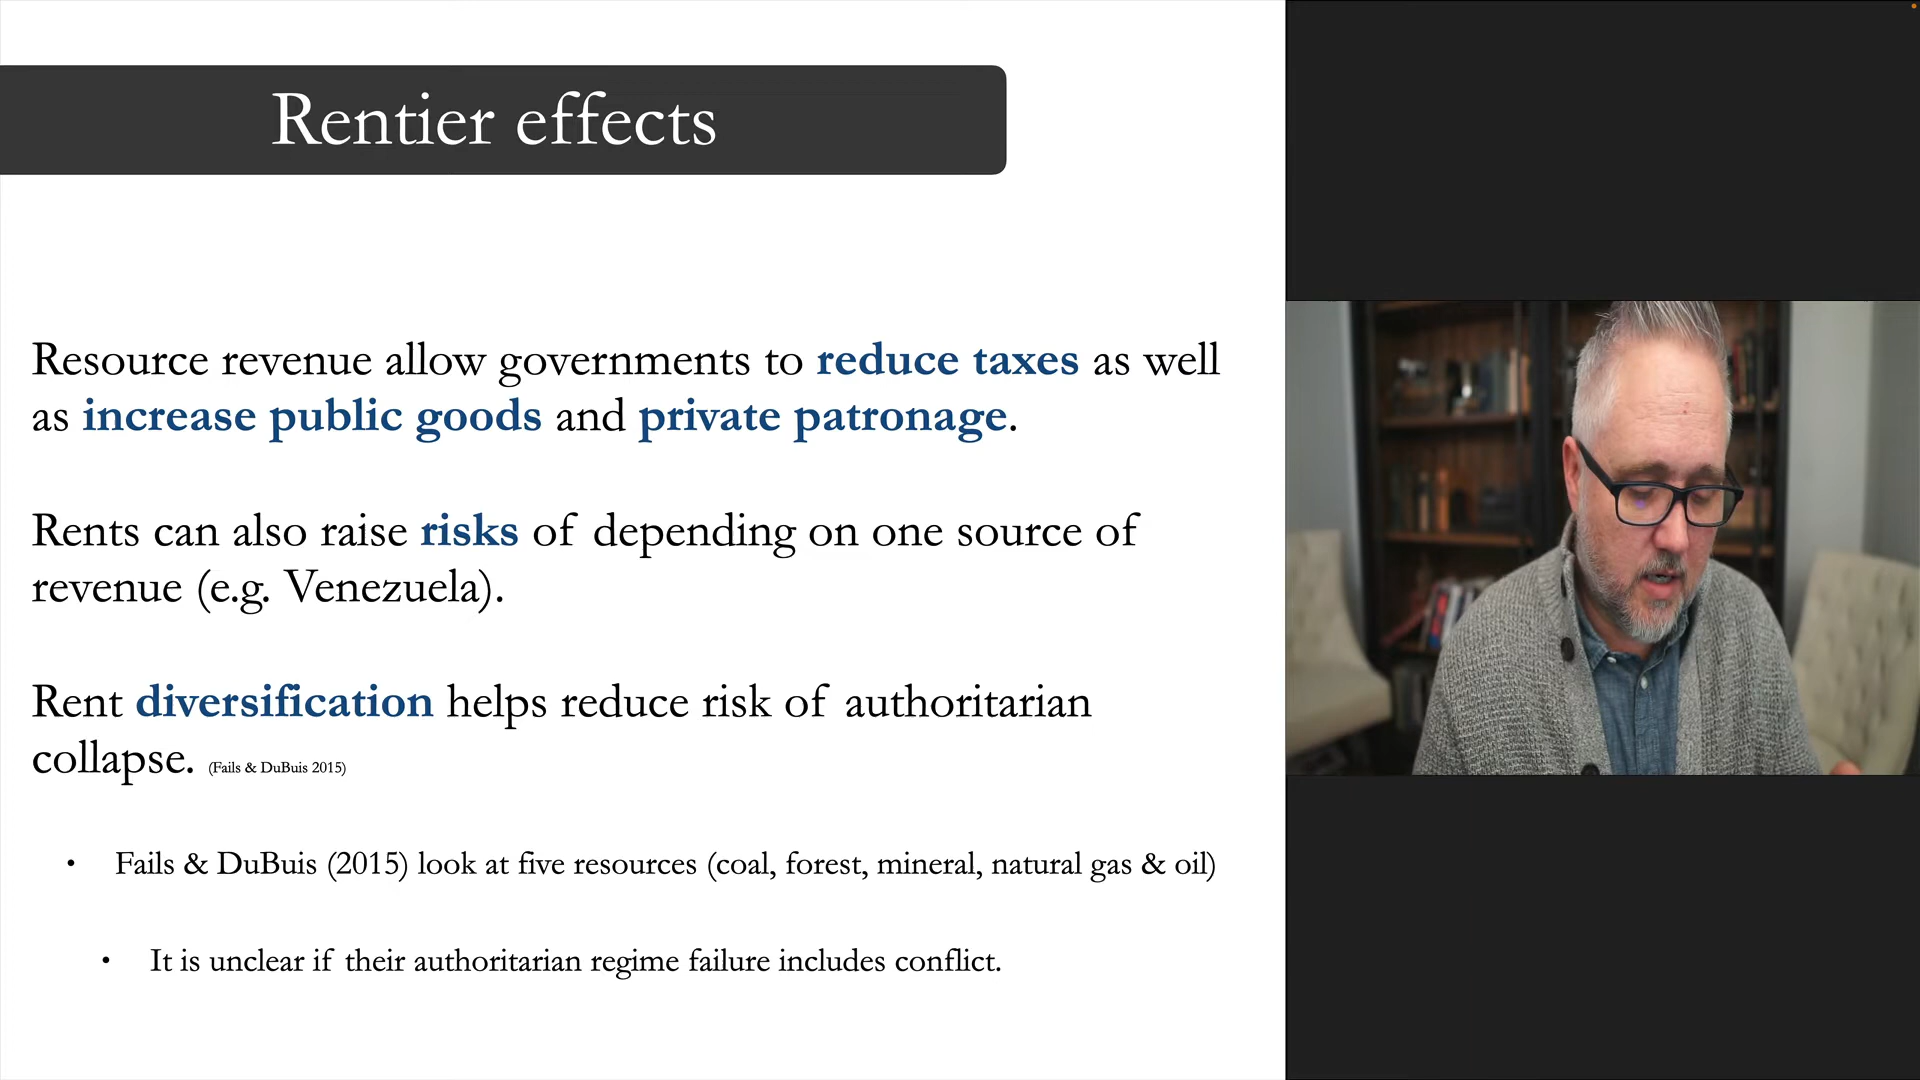 Rentier effects
Resource revenue allow governments to reduce taxes as well
as increase public goods and private patronage.
Rents can also raise risks of depending on one source of
revenue (e.g. Venezuela).
Rent diversification helps reduce risk of authoritarian
collapse. (Fails & DuBuis 2015)
• Fails & DuBuis (2015) look at five resources (coal, forest, mineral, natural gas & oil)
• It is unclear if their authoritarian regime failure includes conflict.